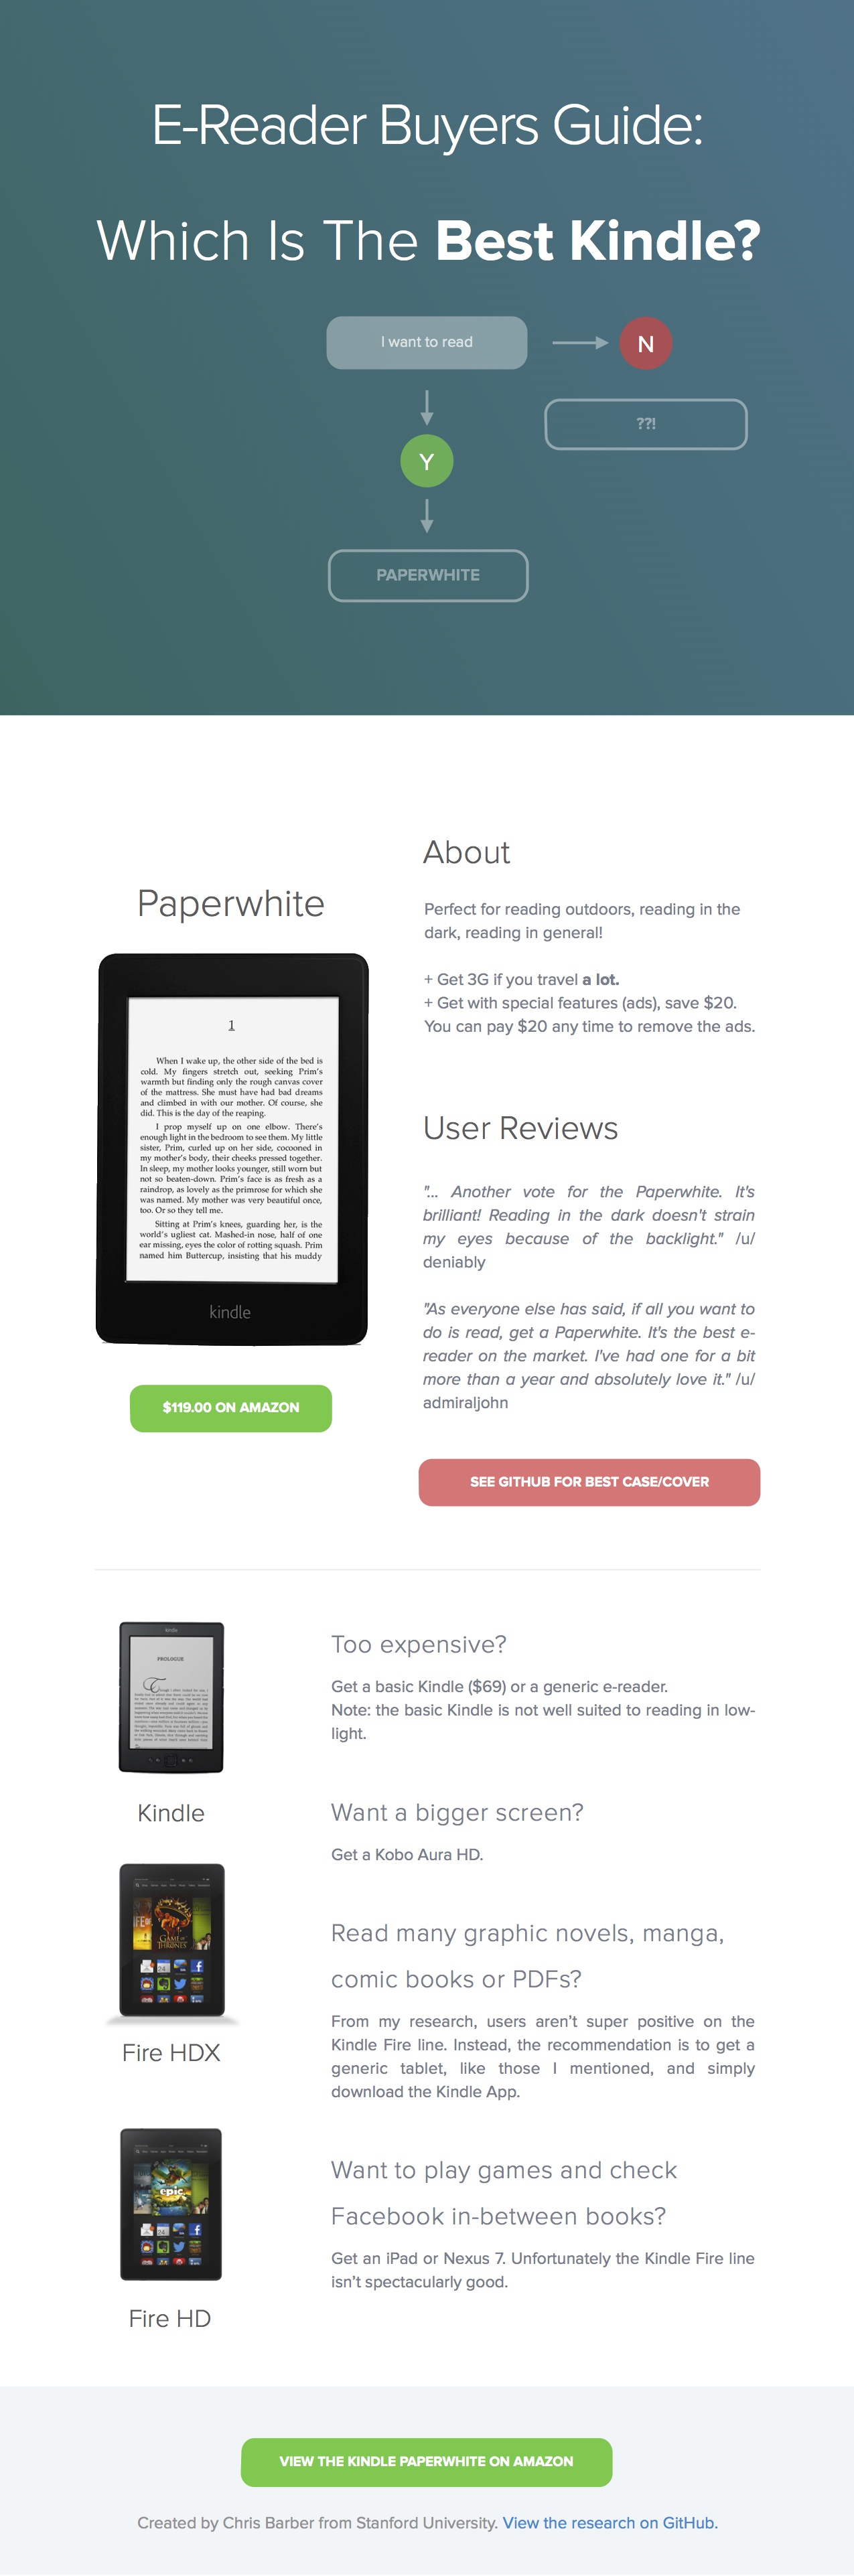 E-Reader Buyers Guide:
Which Is The Best Kindle?
I want to read
N
??!
Y
PAPERWHITE
Paperwhite
1
When I wake up, the other side of the bed is
cold. My fingers stretch out, seeking Prim's
warmth but finding only the rough canvas cover
of the mattress. She must have had bad dreams
and climbed in with our mother. Of course, she
did. This is the day of the reaping.
I prop myself up on one elbow. There's
enough light in the bedroom to see them. My little
sister, Prim, curled up on her side, cocooned in
my mother's body, their cheeks pressed together.
In sleep, my mother looks younger, still worn but
not so beaten-down. Prim's face is as fresh as a
raindrop, as lovely as the primrose for which she
was named. My mother was very beautiful once,
too. Or so they tell me.
Sitting at Prim's knees, guarding her, is the
world's ugliest cat. Mashed-in nose, half of one
ear missing, eyes the color of rotting squash. Prim
named him Buttercup, insisting that his muddy
kindle
$119.00 ON AMAZON
About
Perfect for reading outdoors, reading in the
dark, reading in general!
+ Get 3G if you travel a lot.
+ Get with special features (ads), save $20.
You can pay $20 any time to remove the ads.
User Reviews
"... Another vote for the Paperwhite. It's
brilliant! Reading in the dark doesn't strain
my eyes because of the backlight." /u/
deniably
"As everyone else has said, if all you want to
do is read, get a Paperwhite. It's the best e-
reader on the market. I've had one for a bit
more than a year and absolutely love it." /u/
admiraljohn
SEE GITHUB FOR BEST CASE/COVER
kindle
PROLOGUE
Kindle
GAME OF
THRONES
Fire HDX
epic
Fire HD
Too expensive?
Get a basic Kindle ($69) or a generic e-reader.
Note: the basic Kindle is not well suited to reading in low-
light.
Want a bigger screen?
Get a Kobo Aura HD.
Read many graphic novels, manga,
comic books or PDFs?
From my research, users aren't super positive on the
Kindle Fire line. Instead, the recommendation is to get a
generic tablet, like those I mentioned, and simply
download the Kindle App.
Want to play games and check
Facebook in-between books?
Get an iPad or Nexus 7. Unfortunately the Kindle Fire line
isn't spectacularly good.
VIEW THE KINDLE PAPERWHITE ON AMAZON
Created by Chris Barber from Stanford University. View the research on GitHub.